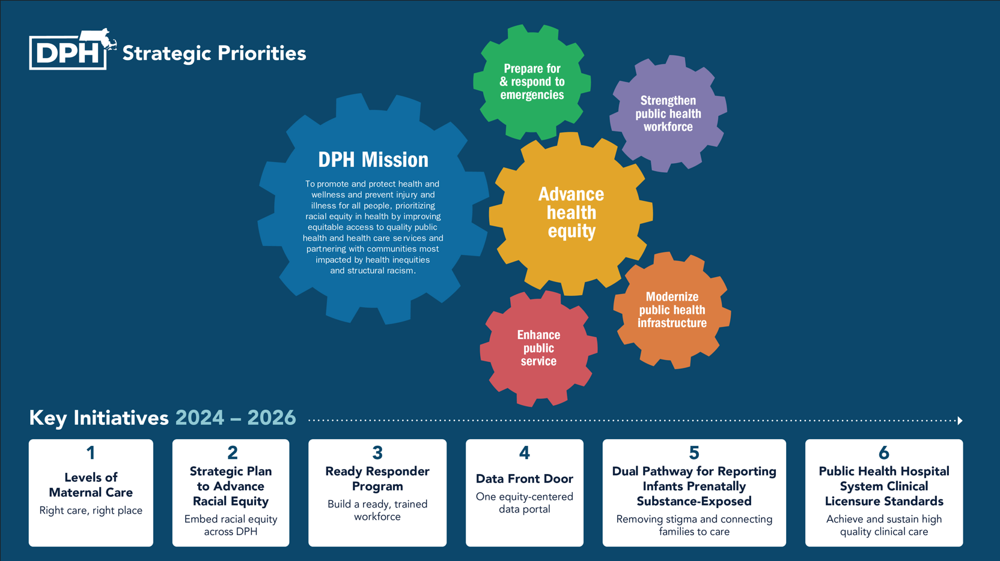 DPH Strategic Priorities
Prepare for
& respond to
emergencies
Strengthen
public health
workforce
DPH Mission
To promote and protect health and
wellness and prevent injury and
illness for all people, prioritizing
racial equity in health by improving
equitable access to quality public
health and health care services and
partnering with communities most
impacted by health inequities
and structural racism.
Advance
health
equity
Modernize
public health
infrastructure
Enhance
public
service
Key Initiatives 2024 – 2026
1
Levels of
Maternal Care
Right care, right place
2
Strategic Plan
to Advance
Racial Equity
Embed racial equity
across DPH
3
Ready Responder
Program
Build a ready, trained
workforce
4
Data Front Door
One equity-centered
data portal
5
Dual Pathway for Reporting
Infants Prenatally
Substance-Exposed
Removing stigma and connecting
families to care
6
Public Health Hospital
System Clinical
Licensure Standards
Achieve and sustain high
quality clinical care